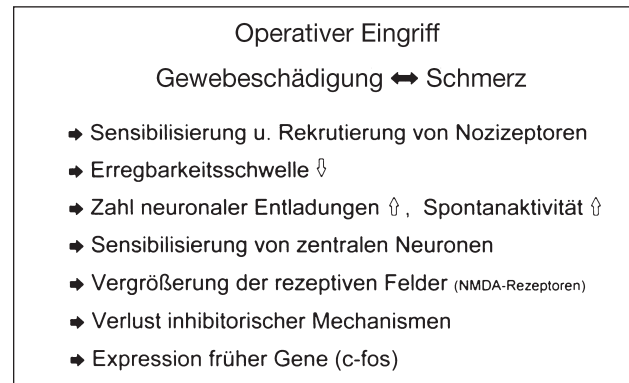 Operativer Eingriff
Gewebeschädigung ⬌ Schmerz
➡ Sensibilisierung u. Rekrutierung von Nozizeptoren
➡ Erregbarkeitsschwelle ⇩
➡ Zahl neuronaler Entladungen ⇧ , Spontanaktivität ⇧
➡ Sensibilisierung von zentralen Neuronen
➡ Vergrößerung der rezeptiven Felder (NMDA-Rezeptoren)
➡ Verlust inhibitorischer Mechanismen
➡ Expression früher Gene (c-fos)